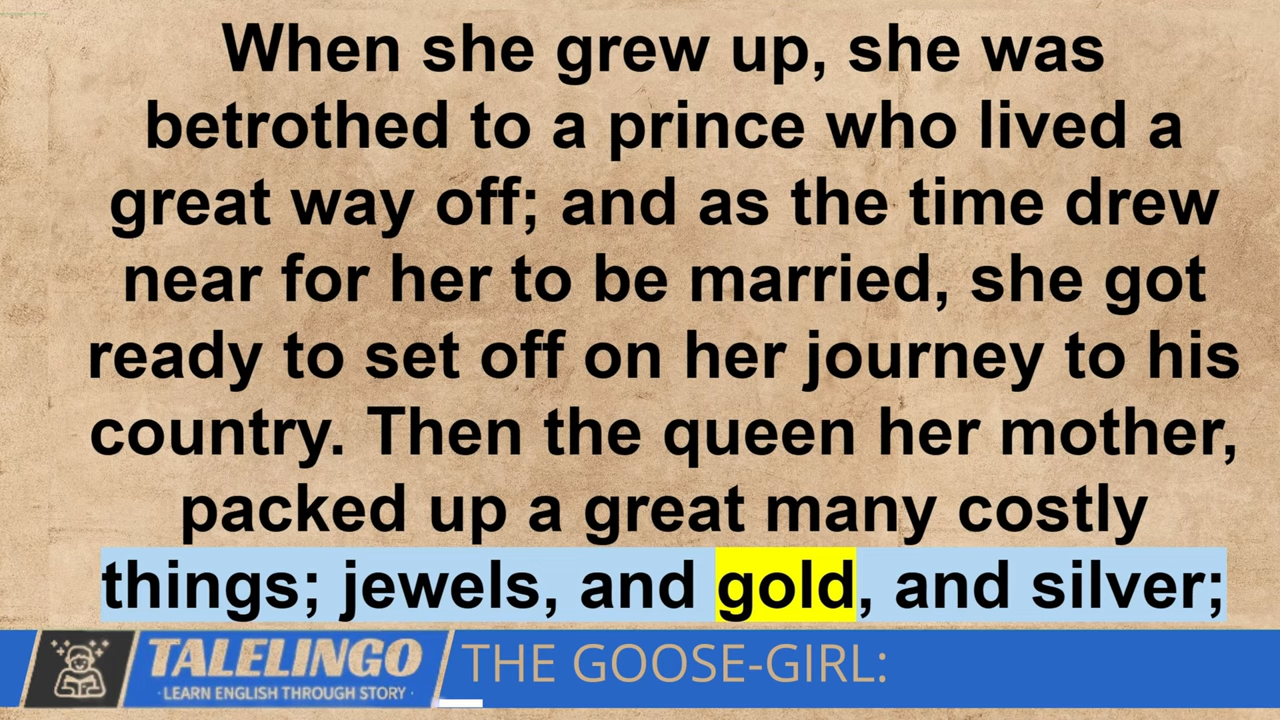 When she grew up, she was
betrothed to a prince who lived a
great way off; and as the time drew
near for her to be married, she got
ready to set off on her journey to his
country. Then the queen her mother,
packed up a great many costly
things; jewels, and gold, and silver;
TALELINGO
· LEARN ENGLISH THROUGH STORY ·
THE GOOSE-GIRL: